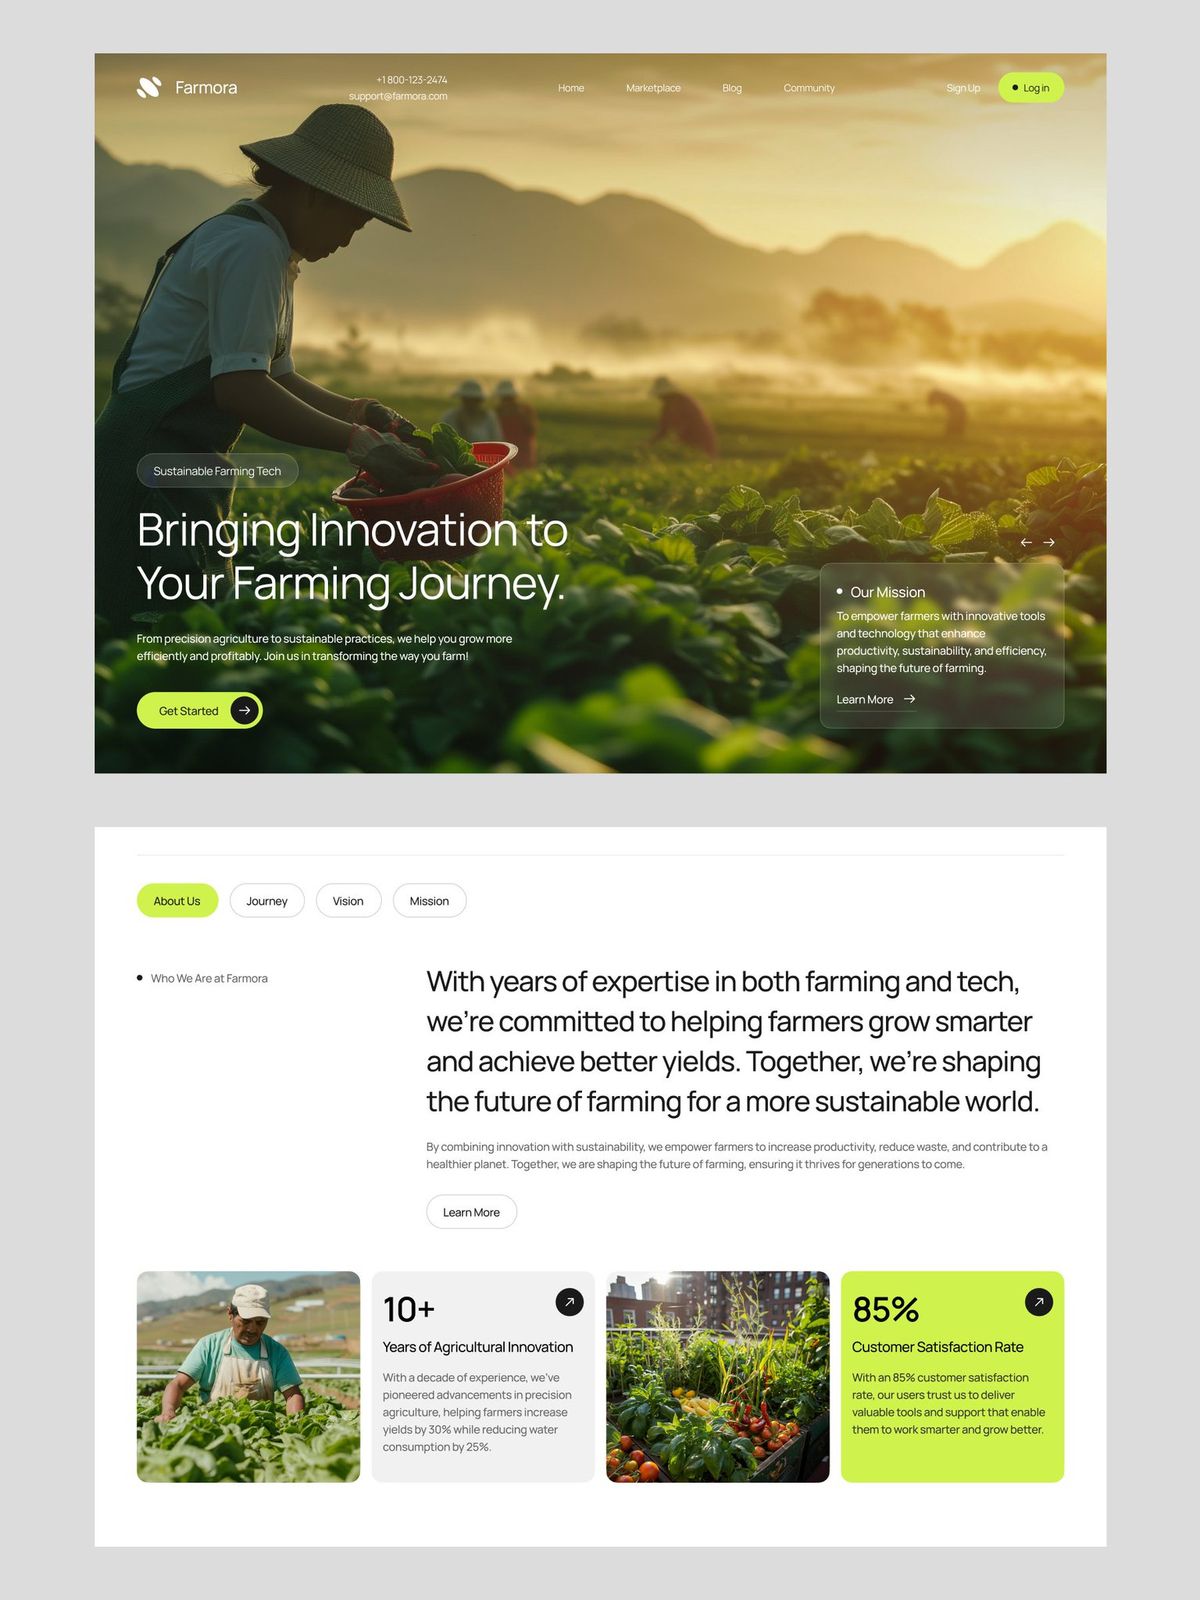 Farmora
+1 800-123-2474
support@farmora.com
Home
Marketplace
Blog
Community
Sign Up
Log in
Sustainable Farming Tech
Bringing Innovation to
Your Farming Journey.
From precision agriculture to sustainable practices, we help you grow more
efficiently and profitably. Join us in transforming the way you farm!
Get Started
Our Mission
To empower farmers with innovative tools
and technology that enhance
productivity, sustainability, and efficiency,
shaping the future of farming.
Learn More
About Us
Journey
Vision
Mission
Who We Are at Farmora
With years of expertise in both farming and tech,
we're committed to helping farmers grow smarter
and achieve better yields. Together, we're shaping
the future of farming for a more sustainable world.
By combining innovation with sustainability, we empower farmers to increase productivity, reduce waste, and contribute to a
healthier planet. Together, we are shaping the future of farming, ensuring it thrives for generations to come.
Learn More
10+
Years of Agricultural Innovation
With a decade of experience, we've
pioneered advancements in precision
agriculture, helping farmers increase
yields by 30% while reducing water
consumption by 25%.
85%
Customer Satisfaction Rate
With an 85% customer satisfaction
rate, our users trust us to deliver
valuable tools and support that enable
them to work smarter and grow better.